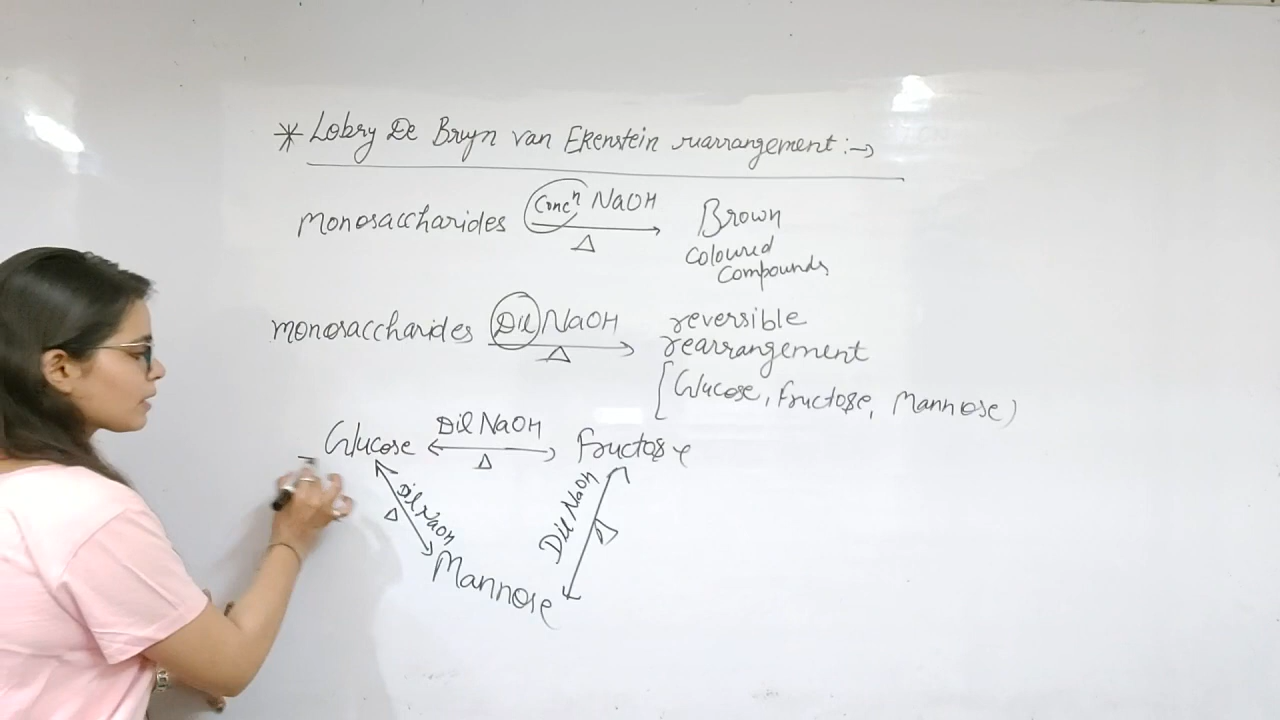 * Lobry De Bryn van Ekenstein rearrangement :→
Monosaccharides Concⁿ NaOH Δ → Brown
coloured
compounds
monosaccharides Dil NaOH Δ → reversible
rearrangement
[Glucose, Fructose, Mannose)
Glucose ↔ Dil NaOH Δ Fructose
Dil NaOH Δ
Dil NaOH Δ
Mannose